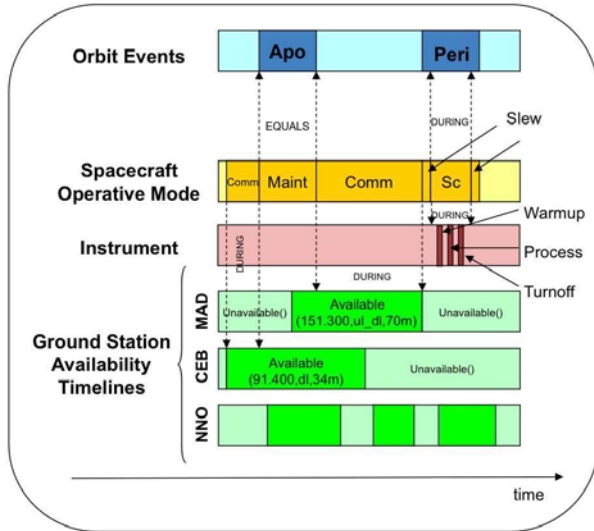 Orbit Events
Apo
Peri
EQUALS
DURING
Slew
Spacecraft
Operative Mode
Comm
Maint
Comm
Sc
DURING
Warmup
Instrument
DURING
Process
DURING
Turnoff
Ground Station
Availability
Timelines
MAD
Unavailable()
Available
(151.300,ul_dl,70m)
Unavailable()
CEB
Available
(91.400,dl,34m)
Unavailable()
NNO
time